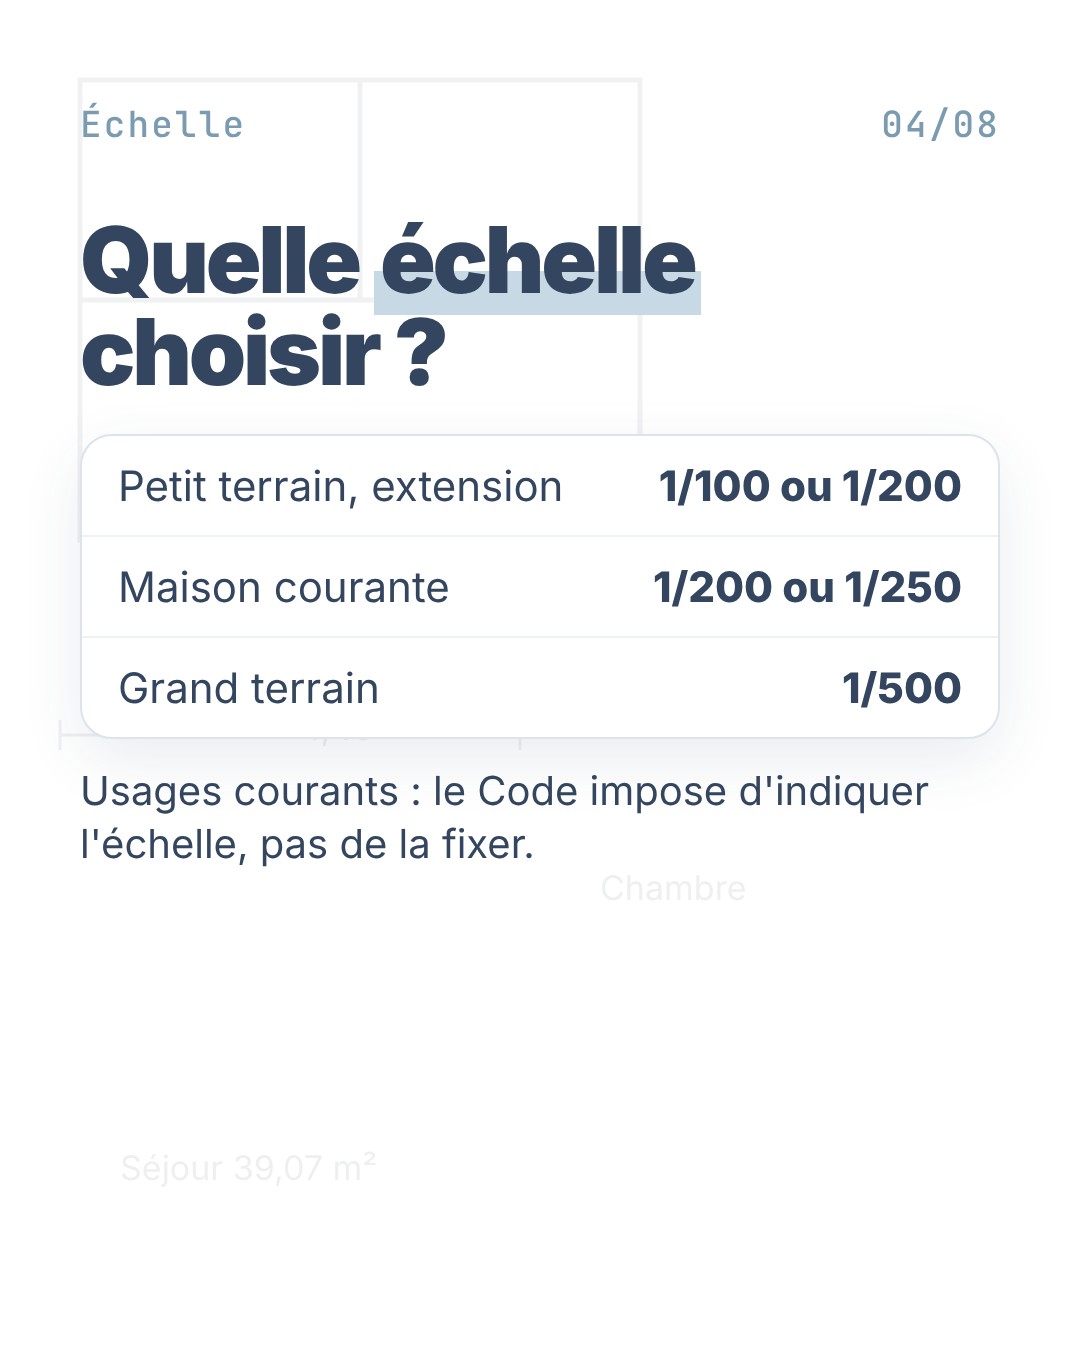 Échelle
04/08
Quelle échelle
choisir ?
Petit terrain, extension 1/100 ou 1/200
Maison courante 1/200 ou 1/250
Grand terrain 1/500
Usages courants : le Code impose d'indiquer
l'échelle, pas de la fixer.
Chambre
Séjour 39,07 m²